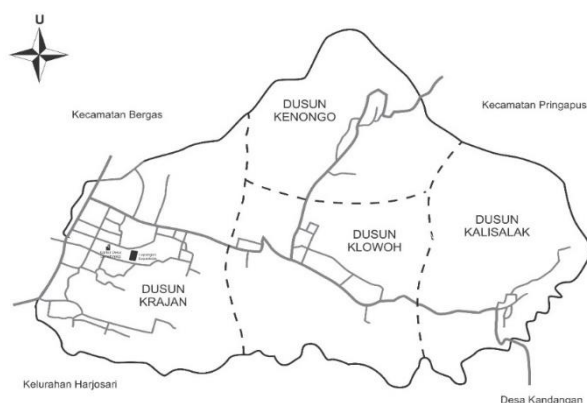 U
Kecamatan Bergas
DUSUN
KENONGO
Kecamatan Pringapus
DUSUN
KLOWOH
DUSUN
KALISALAK
DUSUN
KRAJAN
Kelurahan Harjosari
Desa Kandangan